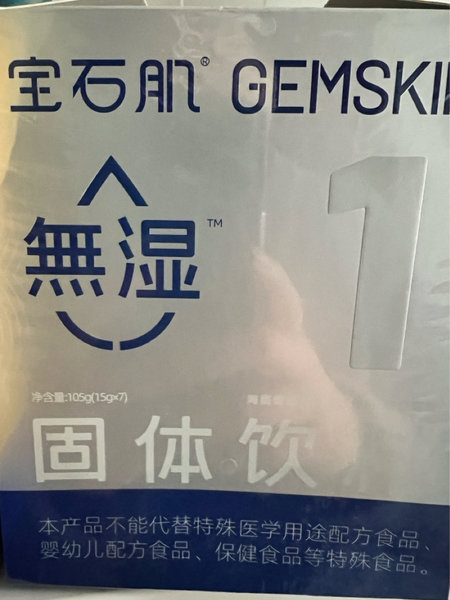 宝石肌® GEMSKI
1
無湿™
净含量:105g(15g×7)
固体饮
本产品不能代替特殊医学用途配方食品、
婴幼儿配方食品、保健食品等特殊食品。